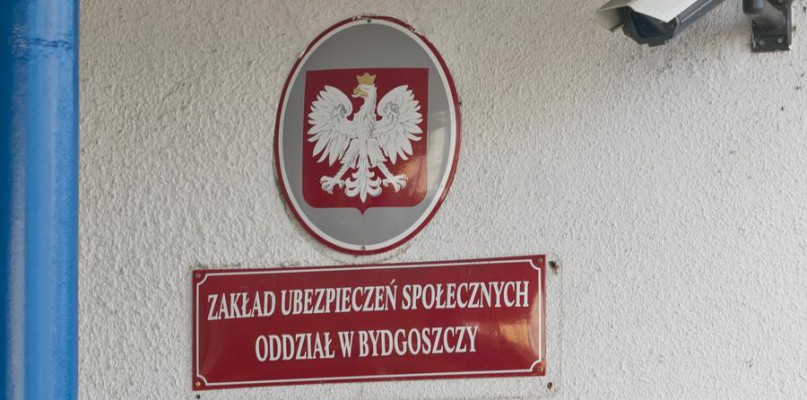 ZAKŁAD UBEZPIECZEŃ SPOŁECZNYCH
ODDZIAŁ W BYDGOSZCZY